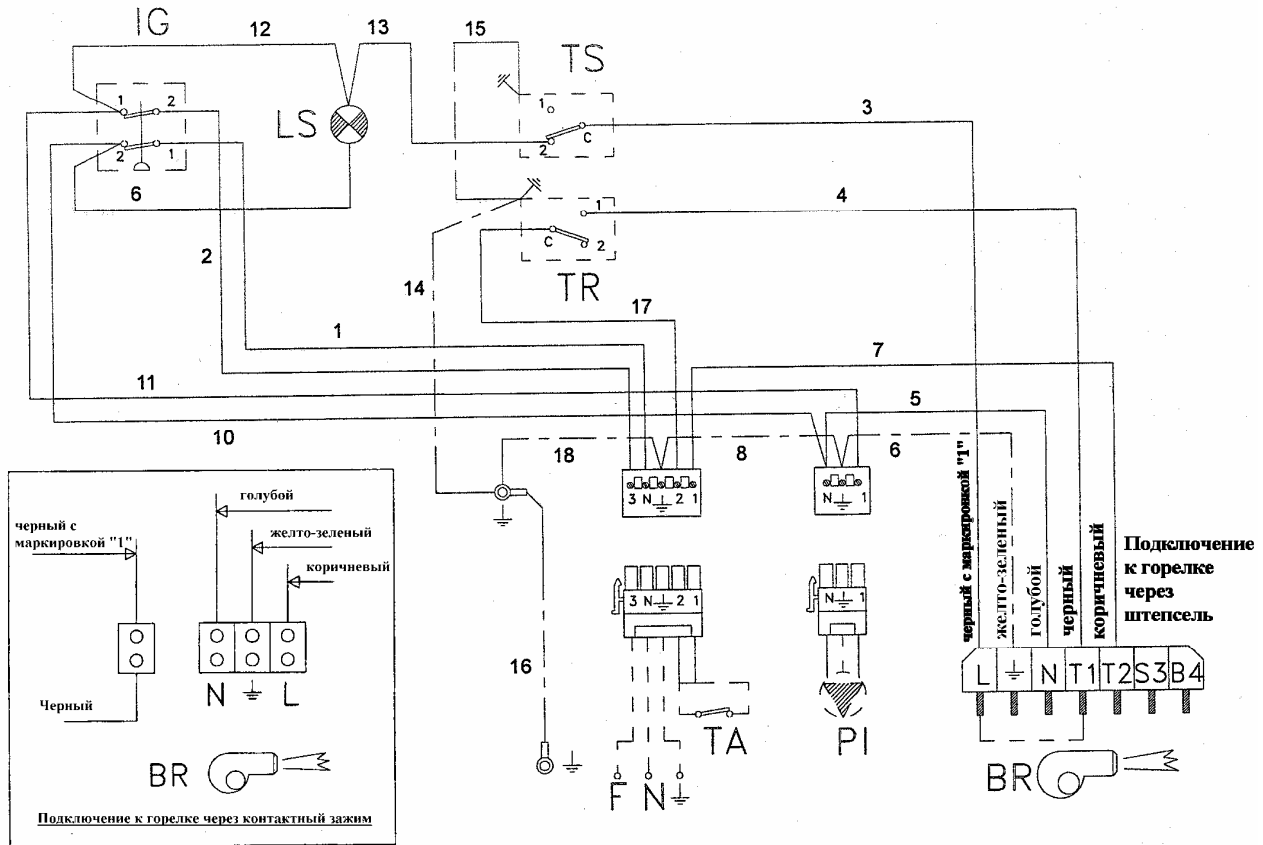 IG
12
13
15
TS
1
2
1
2
C
2
1
LS
3
6
1
4
C
2
TR
2
14
17
1
7
11
5
10
18
8
6
3 N 2 1
N 1
голубой
черный с
маркировкой "1"
желто-зеленый
коричневый
N
L
Черный
BR
Подключение к горелке через контактный зажим
16
3 N 2 1
N 1
TA
PI
F
N
черный с маркировкой "1"
желто-зеленый
голубой
черный
коричневый
Подключение
к горелке
через
штепсель
L
N
T1
T2
S3
B4
BR